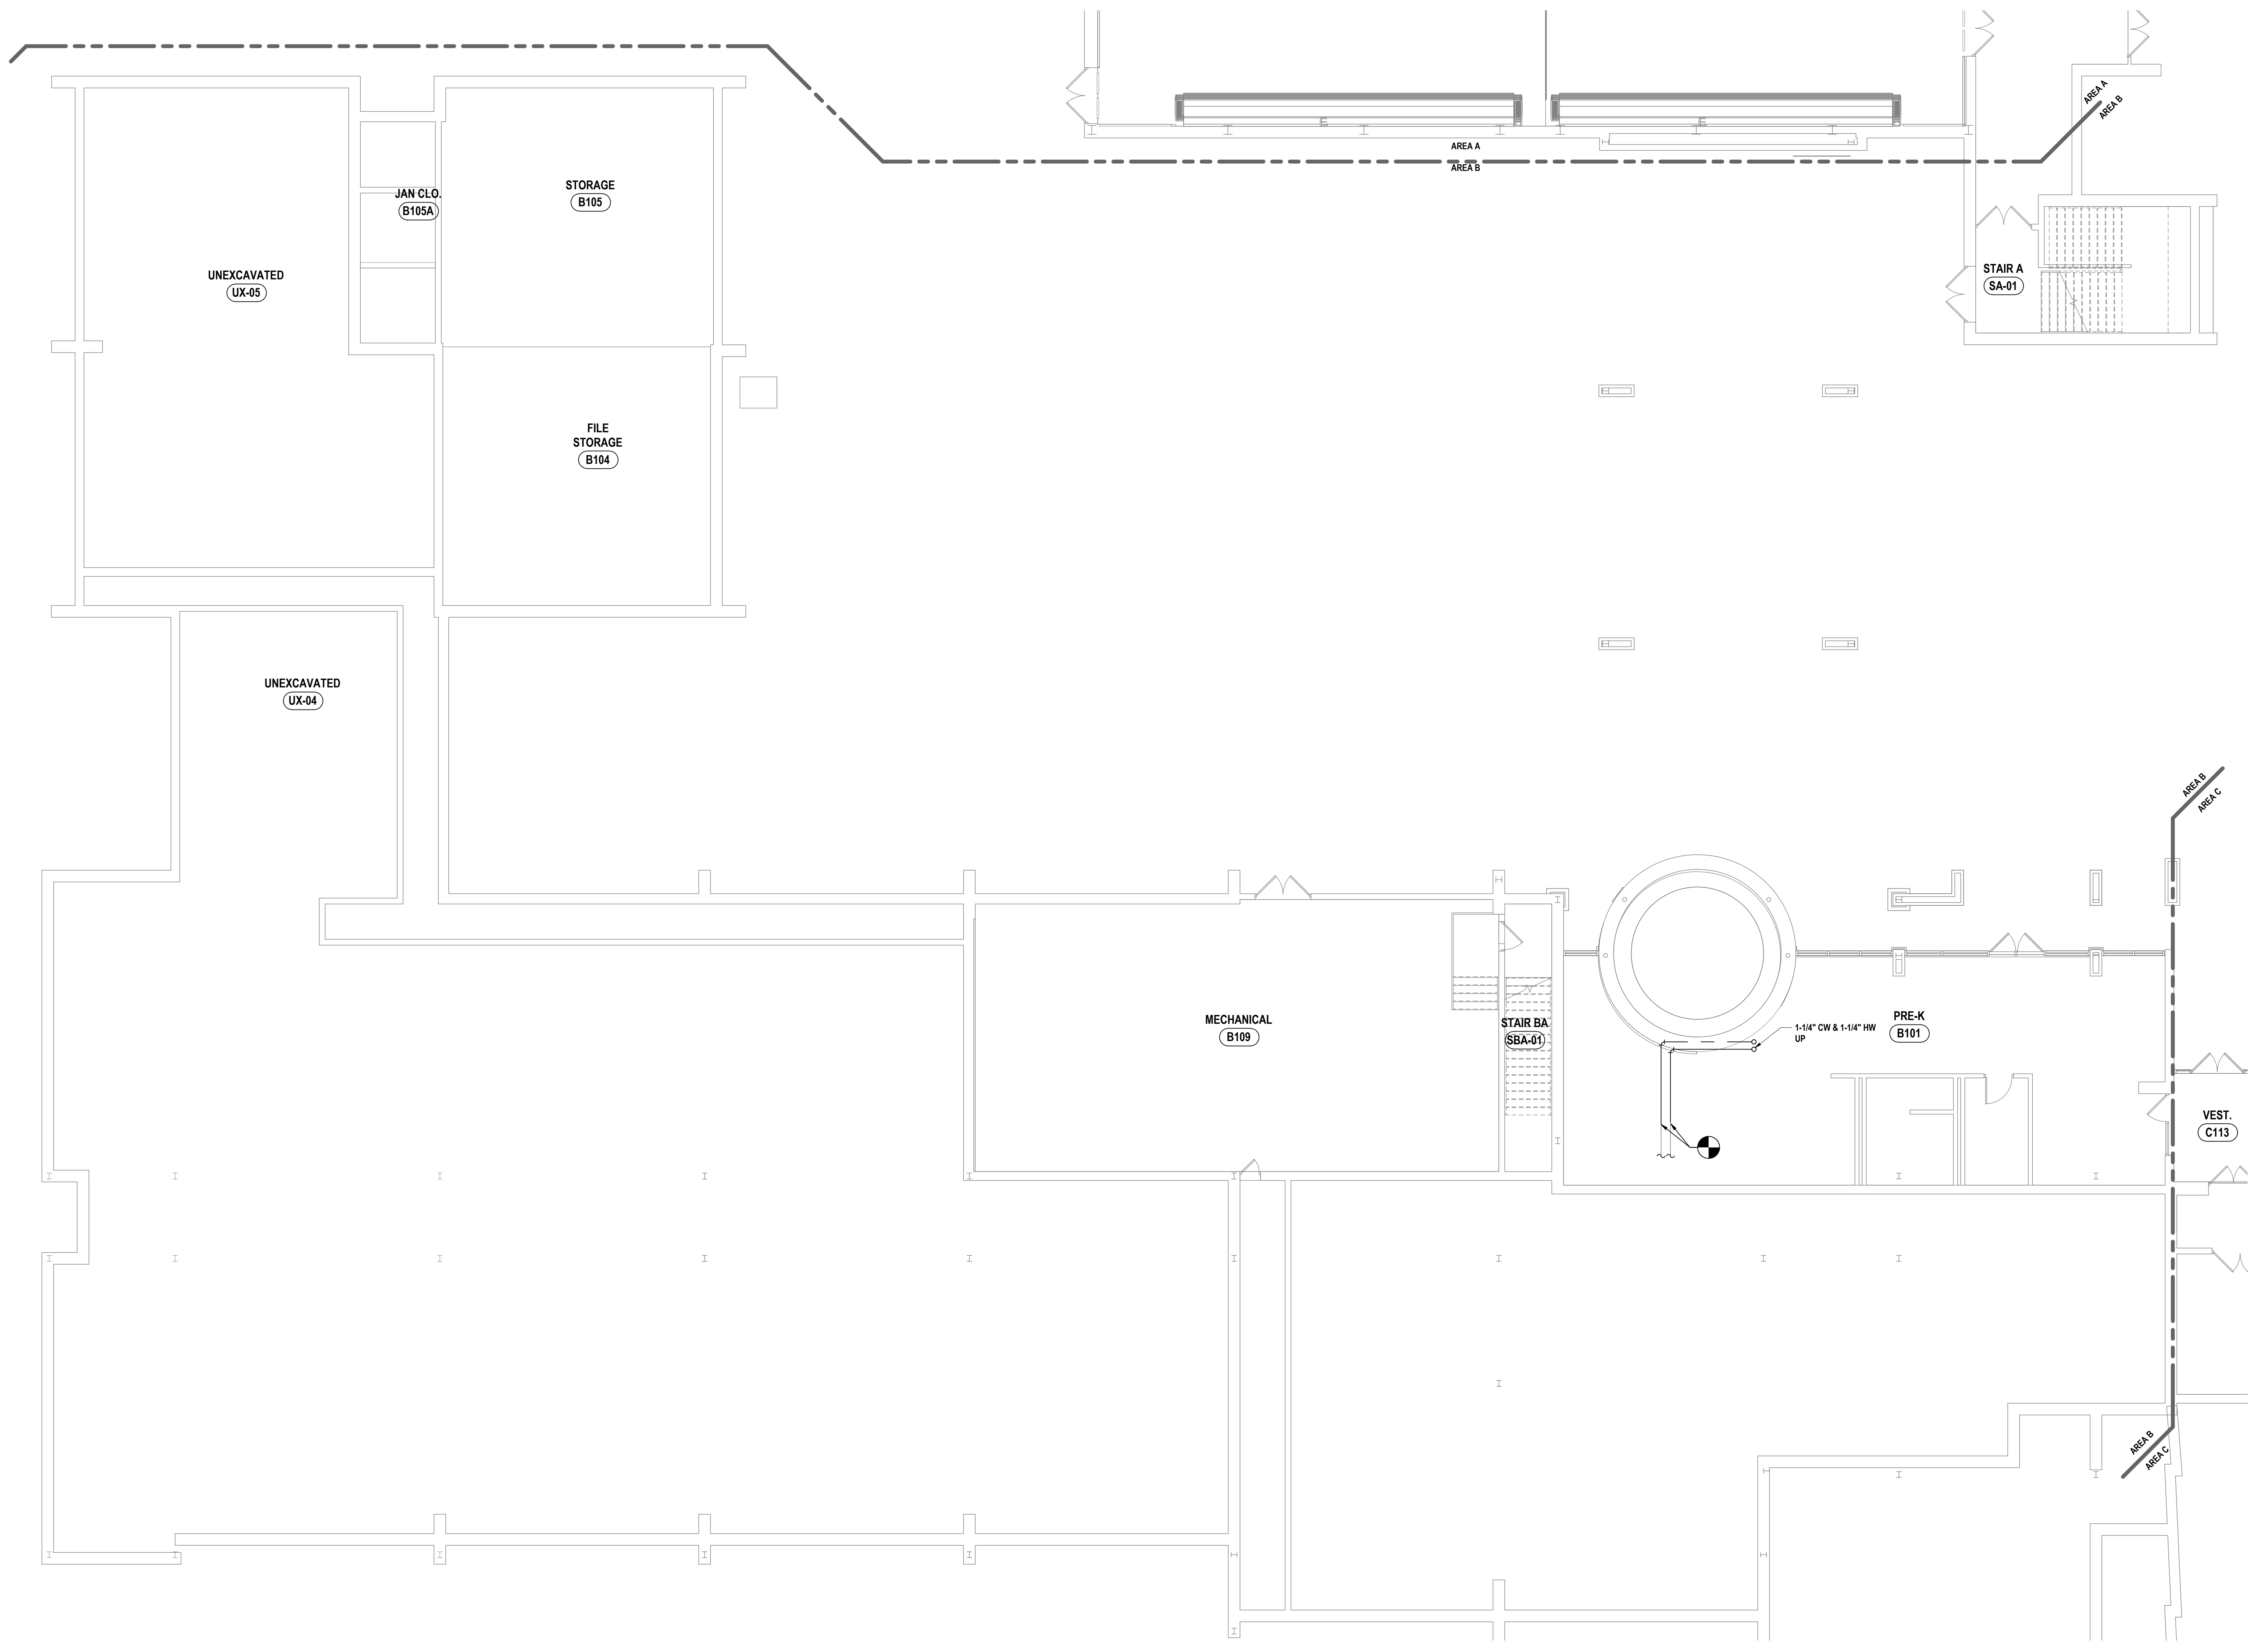 AREA A
AREA B
AREA A
AREA B
JAN CLO.
B105A
STORAGE
B105
UNEXCAVATED
UX-05
STAIR A
SA-01
FILE
STORAGE
B104
UNEXCAVATED
UX-04
AREA B
AREA C
MECHANICAL
B109
STAIR BA
SBA-01
1-1/4" CW & 1-1/4" HW
UP
PRE-K
B101
VEST.
C113
AREA B
AREA C